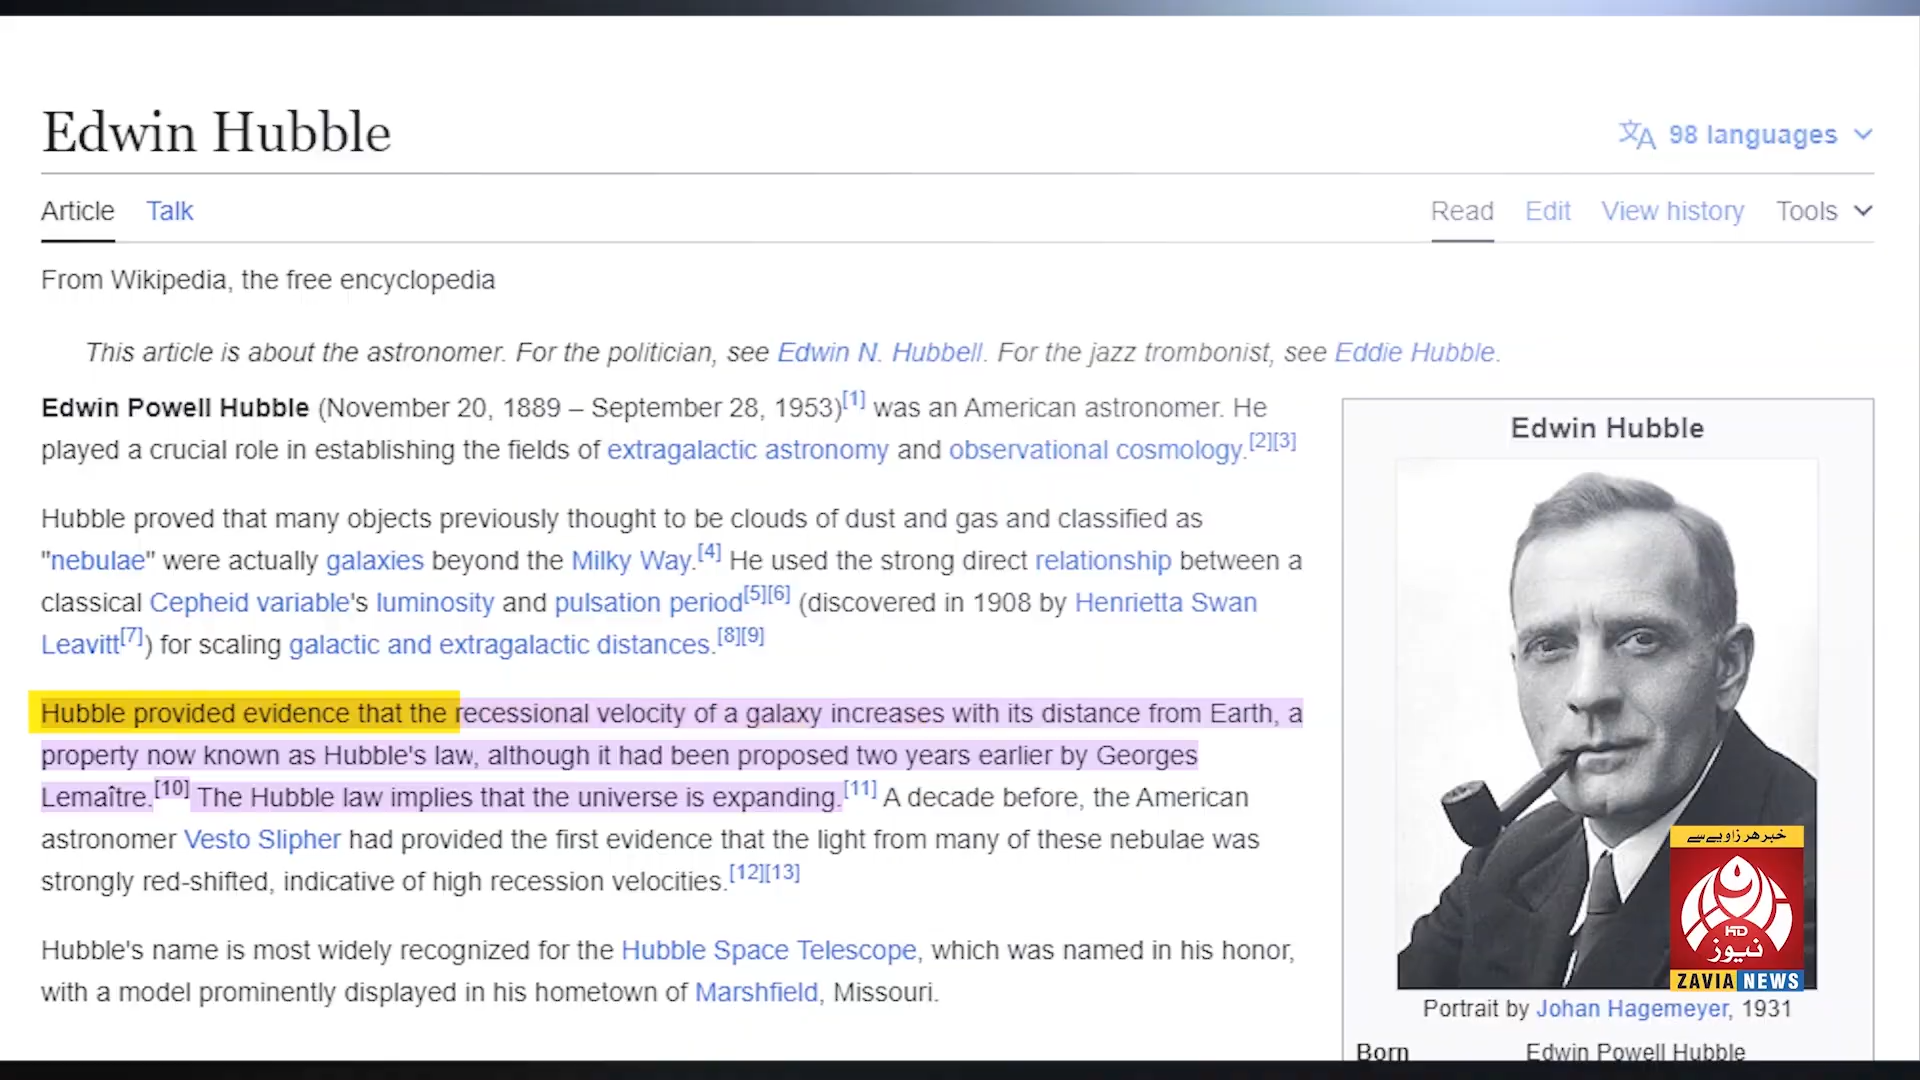 Edwin Hubble
98 languages
Article Talk
Read Edit View history Tools
From Wikipedia, the free encyclopedia
This article is about the astronomer. For the politician, see Edwin N. Hubbell. For the jazz trombonist, see Eddie Hubble.
Edwin Powell Hubble (November 20, 1889 – September 28, 1953)[1] was an American astronomer. He
played a crucial role in establishing the fields of extragalactic astronomy and observational cosmology.[2][3]
Hubble proved that many objects previously thought to be clouds of dust and gas and classified as
"nebulae" were actually galaxies beyond the Milky Way.[4] He used the strong direct relationship between a
classical Cepheid variable's luminosity and pulsation period[5][6] (discovered in 1908 by Henrietta Swan
Leavitt[7]) for scaling galactic and extragalactic distances.[8][9]
Hubble provided evidence that the recessional velocity of a galaxy increases with its distance from Earth, a
property now known as Hubble's law, although it had been proposed two years earlier by Georges
Lemaître.[10] The Hubble law implies that the universe is expanding.[11] A decade before, the American
astronomer Vesto Slipher had provided the first evidence that the light from many of these nebulae was
strongly red-shifted, indicative of high recession velocities.[12][13]
Hubble's name is most widely recognized for the Hubble Space Telescope, which was named in his honor,
with a model prominently displayed in his hometown of Marshfield, Missouri.
Edwin Hubble
خبر هر زاویے سے
HD
نیوز
ZAVIA NEWS
Portrait by Johan Hagemeyer, 1931
Born Edwin Powell Hubble